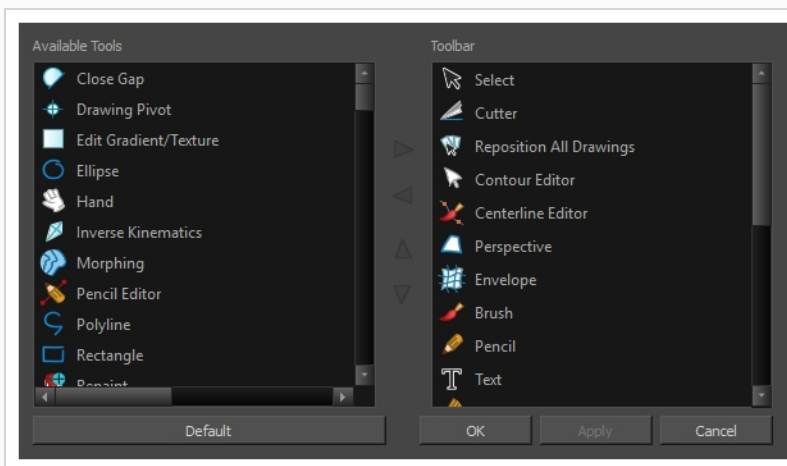 Available Tools
Close Gap
Drawing Pivot
Edit Gradient/Texture
Ellipse
Hand
Inverse Kinematics
Morphing
Pencil Editor
Polyline
Rectangle
Repaint
Default
Toolbar
Select
Cutter
Reposition All Drawings
Contour Editor
Centerline Editor
Perspective
Envelope
Brush
Pencil
Text
OK
Apply
Cancel